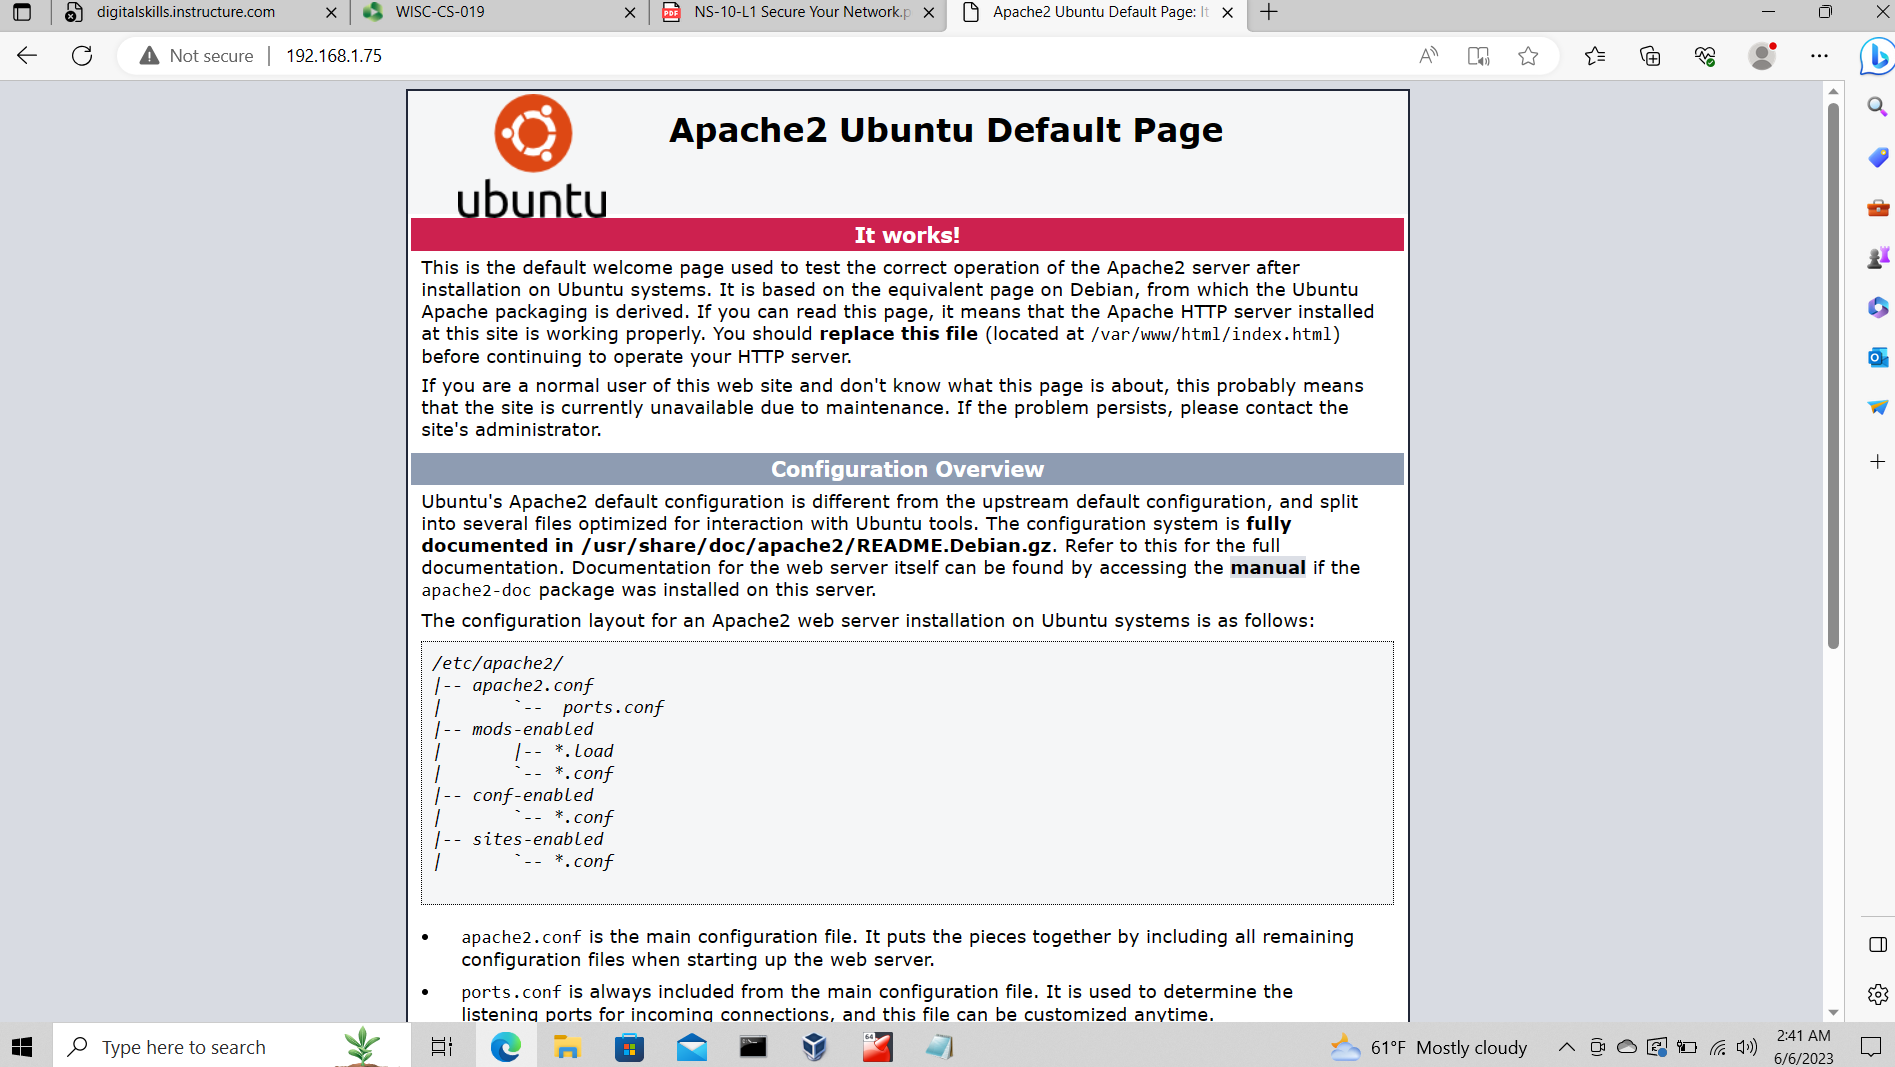 digitalskills.instructure.com
WISC-CS-019
NS-10-L1 Secure Your Network.p
Apache2 Ubuntu Default Page: It
Not secure
192.168.1.75
ubuntu
Apache2 Ubuntu Default Page
It works!
This is the default welcome page used to test the correct operation of the Apache2 server after
installation on Ubuntu systems. It is based on the equivalent page on Debian, from which the Ubuntu
Apache packaging is derived. If you can read this page, it means that the Apache HTTP server installed
at this site is working properly. You should replace this file (located at /var/www/html/index.html)
before continuing to operate your HTTP server.
If you are a normal user of this web site and don't know what this page is about, this probably means
that the site is currently unavailable due to maintenance. If the problem persists, please contact the
site's administrator.
Configuration Overview
Ubuntu's Apache2 default configuration is different from the upstream default configuration, and split
into several files optimized for interaction with Ubuntu tools. The configuration system is fully
documented in /usr/share/doc/apache2/README.Debian.gz. Refer to this for the full
documentation. Documentation for the web server itself can be found by accessing the manual if the
apache2-doc package was installed on this server.
The configuration layout for an Apache2 web server installation on Ubuntu systems is as follows:
/etc/apache2/
|-- apache2.conf
|       `--  ports.conf
|-- mods-enabled
|       |-- *.load
|       `-- *.conf
|-- conf-enabled
|       `-- *.conf
|-- sites-enabled
|       `-- *.conf
• apache2.conf is the main configuration file. It puts the pieces together by including all remaining
configuration files when starting up the web server.
• ports.conf is always included from the main configuration file. It is used to determine the
listening ports for incoming connections, and this file can be customized anytime.
Type here to search
61°F Mostly cloudy
2:41 AM
6/6/2023